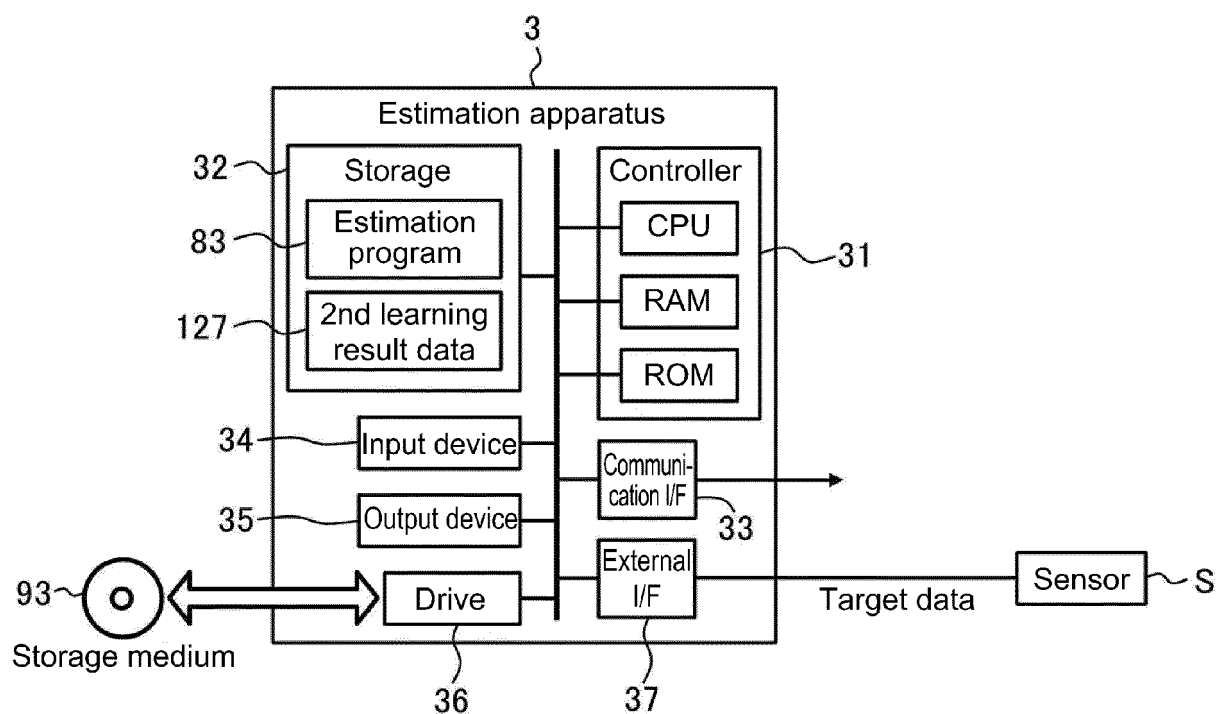 3
Estimation apparatus
32
Storage
Controller
83
Estimation
program
CPU
31
127
2nd learning
result data
RAM
ROM
34
Input device
Communi-
cation I/F
33
35
Output device
93
Drive
External
I/F
Target data
Sensor
S
Storage medium
36
37